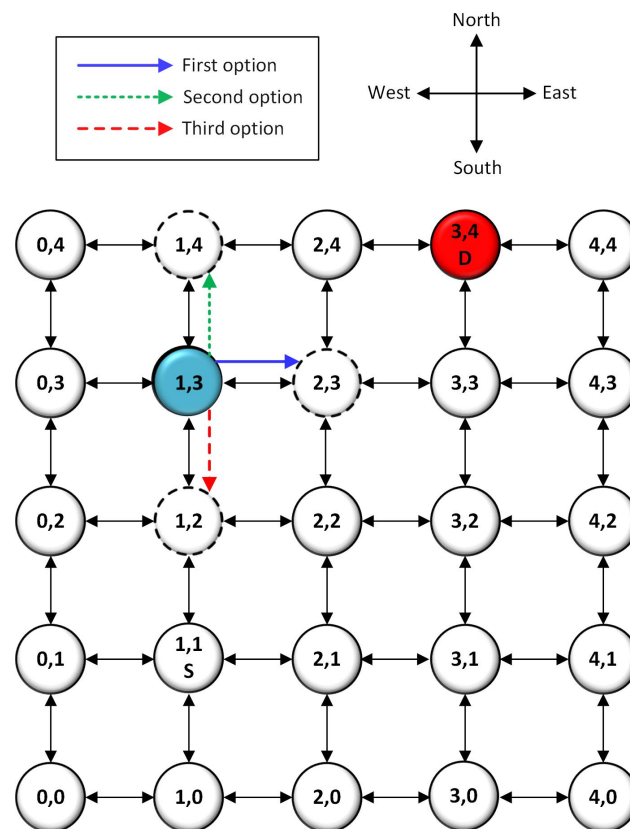 First option
Second option
Third option
North
West
East
South
0,4
1,4
2,4
3,4
D
4,4
0,3
1,3
2,3
3,3
4,3
0,2
1,2
2,2
3,2
4,2
0,1
1,1
S
2,1
3,1
4,1
0,0
1,0
2,0
3,0
4,0